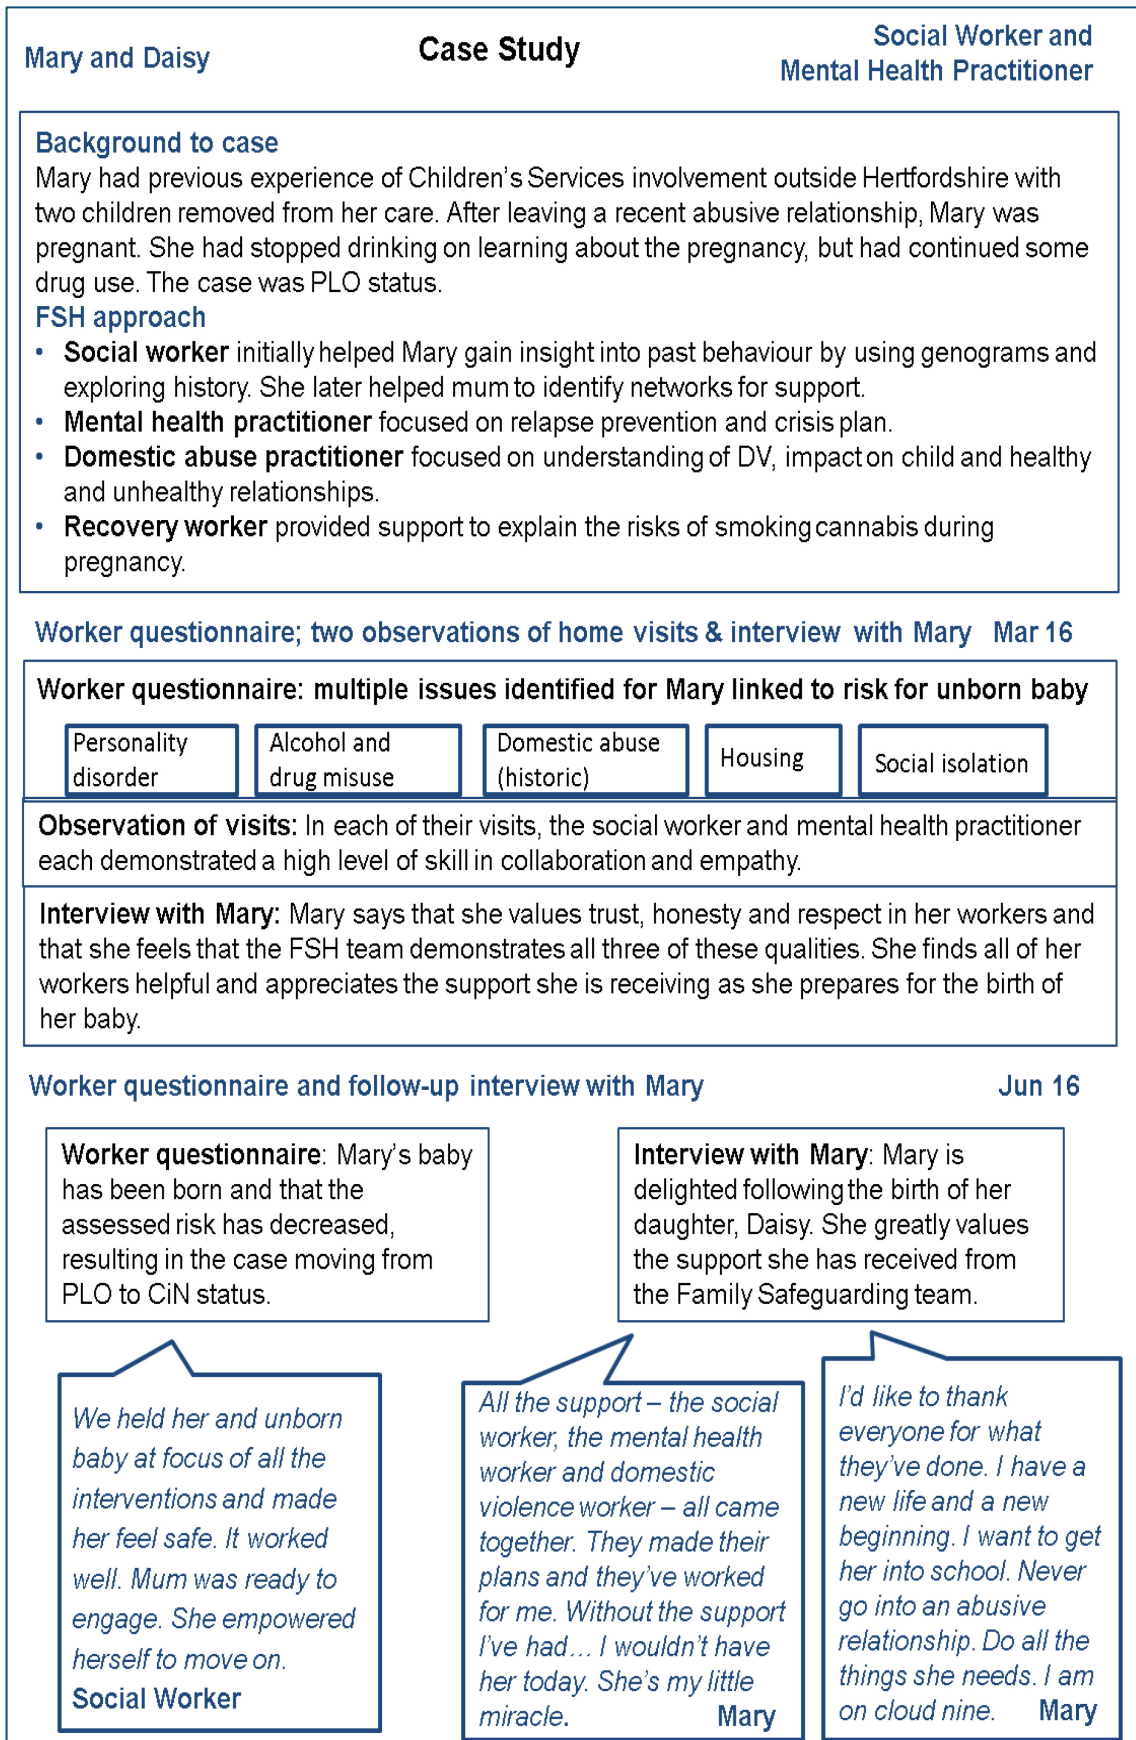 Mary and Daisy
Case Study
Social Worker and
Mental Health Practitioner
Background to case
Mary had previous experience of Children's Services involvement outside Hertfordshire with
two children removed from her care. After leaving a recent abusive relationship, Mary was
pregnant. She had stopped drinking on learning about the pregnancy, but had continued some
drug use. The case was PLO status.
FSH approach
• Social worker initially helped Mary gain insight into past behaviour by using genograms and
exploring history. She later helped mum to identify networks for support.
• Mental health practitioner focused on relapse prevention and crisis plan.
• Domestic abuse practitioner focused on understanding of DV, impact on child and healthy
and unhealthy relationships.
• Recovery worker provided support to explain the risks of smoking cannabis during
pregnancy.
Worker questionnaire; two observations of home visits & interview with Mary Mar 16
Worker questionnaire: multiple issues identified for Mary linked to risk for unborn baby
Personality
disorder
Alcohol and
drug misuse
Domestic abuse
(historic)
Housing
Social isolation
Observation of visits: In each of their visits, the social worker and mental health practitioner
each demonstrated a high level of skill in collaboration and empathy.
Interview with Mary: Mary says that she values trust, honesty and respect in her workers and
that she feels that the FSH team demonstrates all three of these qualities. She finds all of her
workers helpful and appreciates the support she is receiving as she prepares for the birth of
her baby.
Worker questionnaire and follow-up interview with Mary Jun 16
Worker questionnaire: Mary's baby
has been born and that the
assessed risk has decreased,
resulting in the case moving from
PLO to CiN status.
Interview with Mary: Mary is
delighted following the birth of her
daughter, Daisy. She greatly values
the support she has received from
the Family Safeguarding team.
We held her and unborn
baby at focus of all the
interventions and made
her feel safe. It worked
well. Mum was ready to
engage. She empowered
herself to move on.
Social Worker
All the support – the social
worker, the mental health
worker and domestic
violence worker – all came
together. They made their
plans and they've worked
for me. Without the support
I've had... I wouldn't have
her today. She's my little
miracle. Mary
I'd like to thank
everyone for what
they've done. I have a
new life and a new
beginning. I want to get
her into school. Never
go into an abusive
relationship. Do all the
things she needs. I am
on cloud nine. Mary